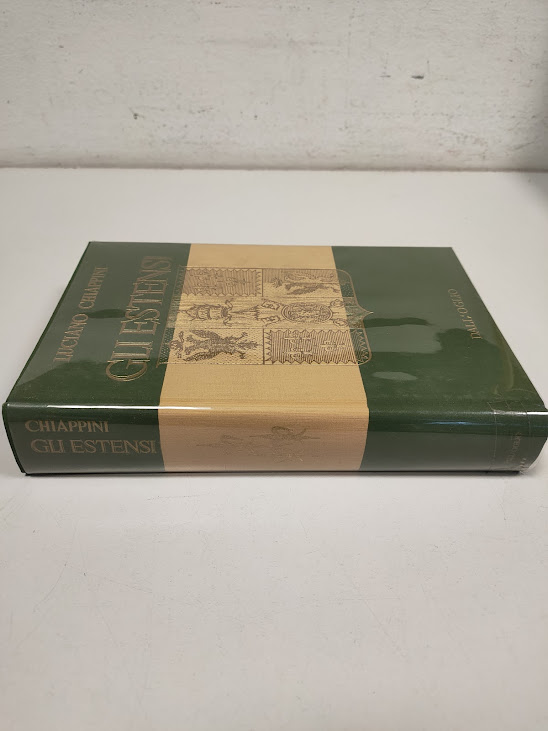 LUCIANO CHIAPPINI
GLI ESTENSI
DALL'OGLIO
CHIAPPINI
GLI ESTENSI